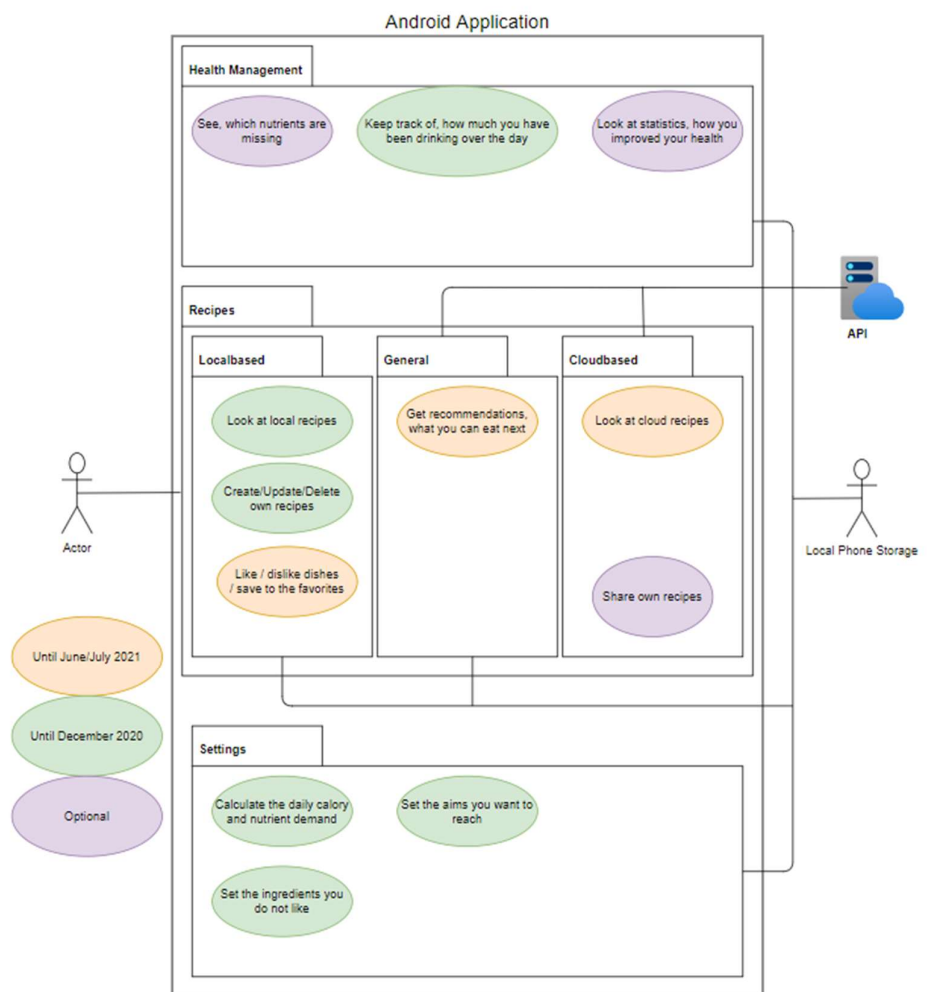 Android Application
Health Management
See, which nutrients are
missing
Keep track of, how much you have
been drinking over the day
Look at statistics, how you
improved your health
API
Recipes
Localbased
General
Cloudbased
Look at local recipes
Get recommendations,
what you can eat next
Look at cloud recipes
Create/Update/Delete
own recipes
Actor
Local Phone Storage
Like / dislike dishes
/ save to the favorites
Share own recipes
Until June/July 2021
Until December 2020
Optional
Settings
Calculate the daily calory
and nutrient demand
Set the aims you want to
reach
Set the ingredients you
do not like